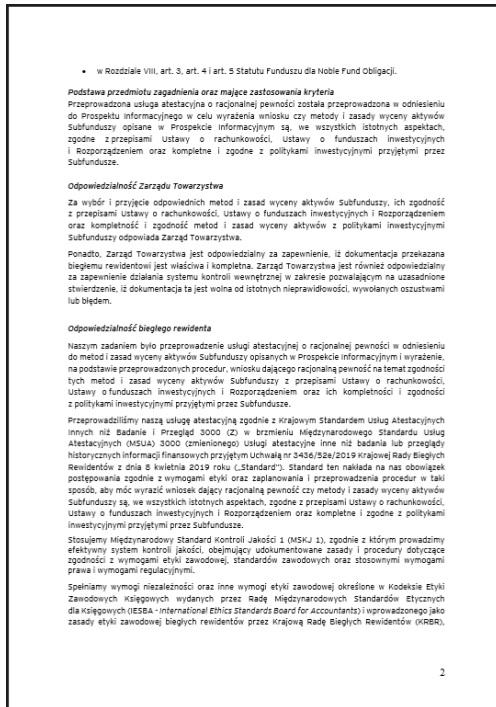 • w Rozdziale VIII, art. 3, art. 4 i art. 5 Statutu Funduszu dla Noble Fund Obligacji.
Podstawa przedmiotu zagadnienia oraz mające zastosowania kryteria
Przeprowadzona usługa atestacyjna o racjonalnej pewności została przeprowadzona w odniesieniu
do Prospektu Informacyjnego w celu wyrażenia wniosku czy metody i zasady wyceny aktywów
Subfunduszy opisane w Prospekcie Informacyjnym są, we wszystkich istotnych aspektach,
zgodne z przepisami Ustawy o rachunkowości, Ustawy o funduszach inwestycyjnych
i Rozporządzeniem oraz kompletne i zgodne z politykami inwestycyjnymi przyjętymi przez
Subfundusze.
Odpowiedzialność Zarządu Towarzystwa
Za wybór i przyjęcie odpowiednich metod i zasad wyceny aktywów Subfunduszy, ich zgodność
z przepisami Ustawy o rachunkowości, Ustawy o funduszach inwestycyjnych i Rozporządzeniem
oraz kompletność i zgodność metod i zasad wyceny aktywów z politykami inwestycyjnymi
Subfunduszy odpowiada Zarząd Towarzystwa.
Ponadto, Zarząd Towarzystwa jest odpowiedzialny za zapewnienie, iż dokumentacja przekazana
biegłemu rewidentowi jest właściwa i kompletna. Zarząd Towarzystwa jest również odpowiedzialny
za zapewnienie działania systemu kontroli wewnętrznej w zakresie pozwalającym na uzasadnione
stwierdzenie, iż dokumentacja ta jest wolna od istotnych nieprawidłowości, wywołanych oszustwami
lub błędem.
Odpowiedzialność biegłego rewidenta
Naszym zadaniem było przeprowadzenie usługi atestacyjnej o racjonalnej pewności w odniesieniu
do metod i zasad wyceny aktywów Subfunduszy opisanych w Prospekcie Informacyjnym i wyrażenie,
na podstawie przeprowadzonych procedur, wniosku dającego racjonalną pewność na temat zgodności
tych metod i zasad wyceny aktywów Subfunduszy z przepisami Ustawy o rachunkowości,
Ustawy o funduszach inwestycyjnych i Rozporządzeniem oraz ich kompletności i zgodności
z politykami inwestycyjnymi przyjętymi przez Subfundusze.
Przeprowadziliśmy naszą usługę atestacyjną zgodnie z Krajowym Standardem Usług Atestacyjnych
Innych niż Badanie i Przegląd 3000 (Z) w brzmieniu Międzynarodowego Standardu Usług
Atestacyjnych (MSUA) 3000 (zmienionego) Usługi atestacyjne inne niż badania lub przeglądy
historycznych informacji finansowych przyjętym Uchwałą nr 3436/52e/2019 Krajowej Rady Biegłych
Rewidentów z dnia 8 kwietnia 2019 roku („Standard”). Standard ten nakłada na nas obowiązek
postępowania zgodnie z wymogami etyki oraz zaplanowania i przeprowadzenia procedur w taki
sposób, aby móc wyrazić wniosek dający racjonalną pewność czy metody i zasady wyceny aktywów
Subfunduszy są, we wszystkich istotnych aspektach, zgodne z przepisami Ustawy o rachunkowości,
Ustawy o funduszach inwestycyjnych i Rozporządzeniem oraz kompletne i zgodne z politykami
inwestycyjnymi przyjętymi przez Subfundusze.
Stosujemy Międzynarodowy Standard Kontroli Jakości 1 (MSKJ 1), zgodnie z którym prowadzimy
efektywny system kontroli jakości, obejmujący udokumentowane zasady i procedury dotyczące
zgodności z wymogami etyki zawodowej, standardów zawodowych oraz stosownymi wymogami
prawa i wymogami regulacyjnymi.
Spełniamy wymogi niezależności oraz inne wymogi etyki zawodowej określone w Kodeksie Etyki
Zawodowych Księgowych wydanych przez Radę Międzynarodowych Standardów Etycznych
dla Księgowych (IESBA - International Ethics Standards Board for Accountants) i wprowadzonego jako
zasady etyki zawodowej biegłych rewidentów przez Krajową Radę Biegłych Rewidentów (KRBR),
2